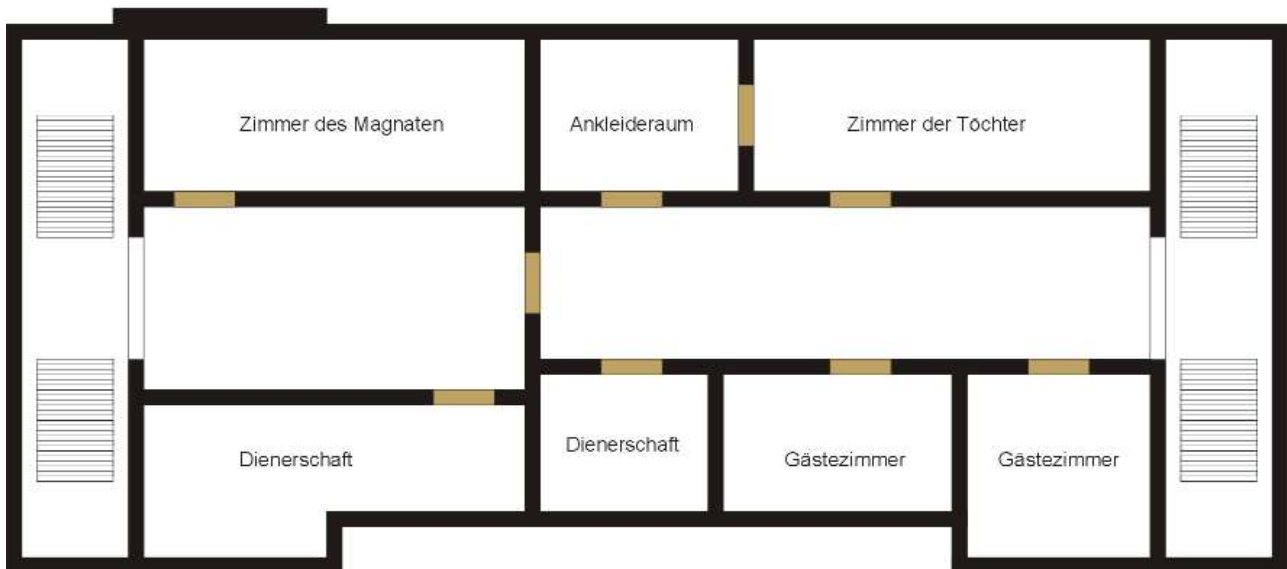 Zimmer des Magnaten
Ankleideraum
Zimmer der Töchter
Dienerschaft
Dienerschaft
Gästezimmer
Gästezimmer